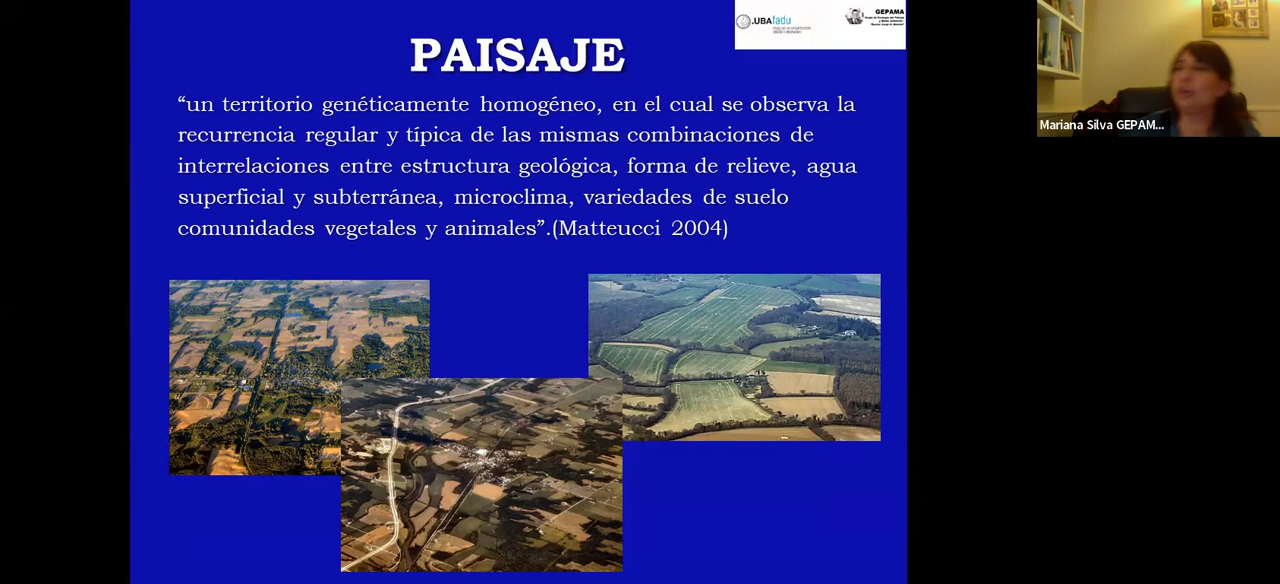 .UBAfadu
GEPAMA
PAISAJE
“un territorio genéticamente homogéneo, en el cual se observa la
recurrencia regular y típica de las mismas combinaciones de
interrelaciones entre estructura geológica, forma de relieve, agua
superficial y subterránea, microclima, variedades de suelo
comunidades vegetales y animales”.(Matteucci 2004)
Mariana Silva GEPAM...